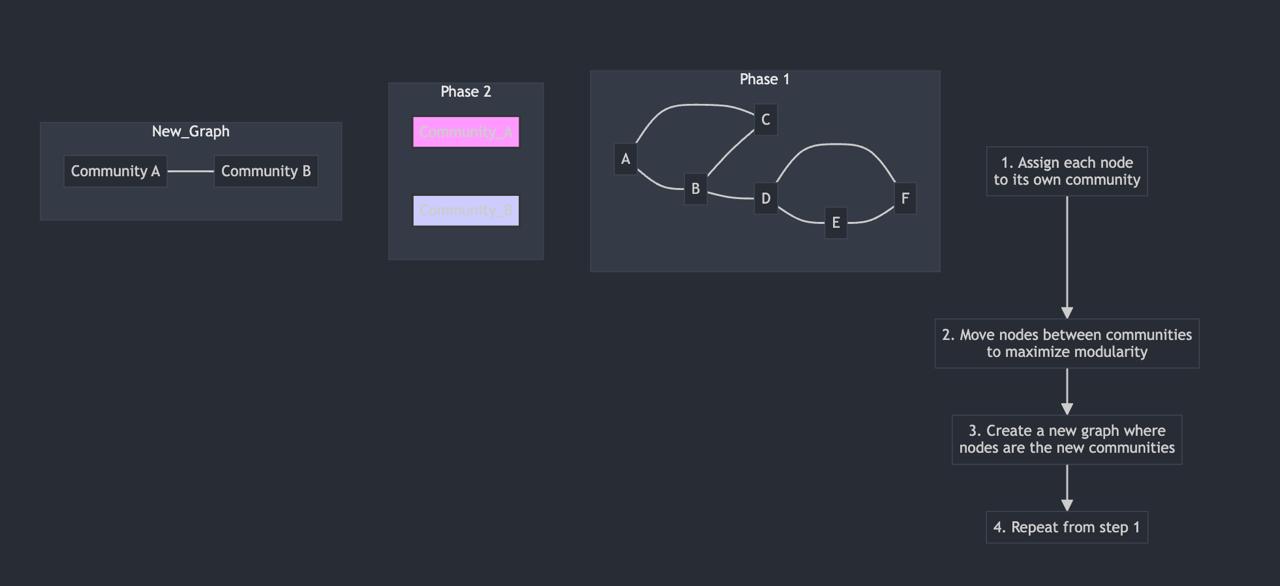 New_Graph
Community A
Community B
Phase 2
Community_A
Community_B
Phase 1
A
B
C
D
E
F
1. Assign each node
to its own community
2. Move nodes between communities
to maximize modularity
3. Create a new graph where
nodes are the new communities
4. Repeat from step 1